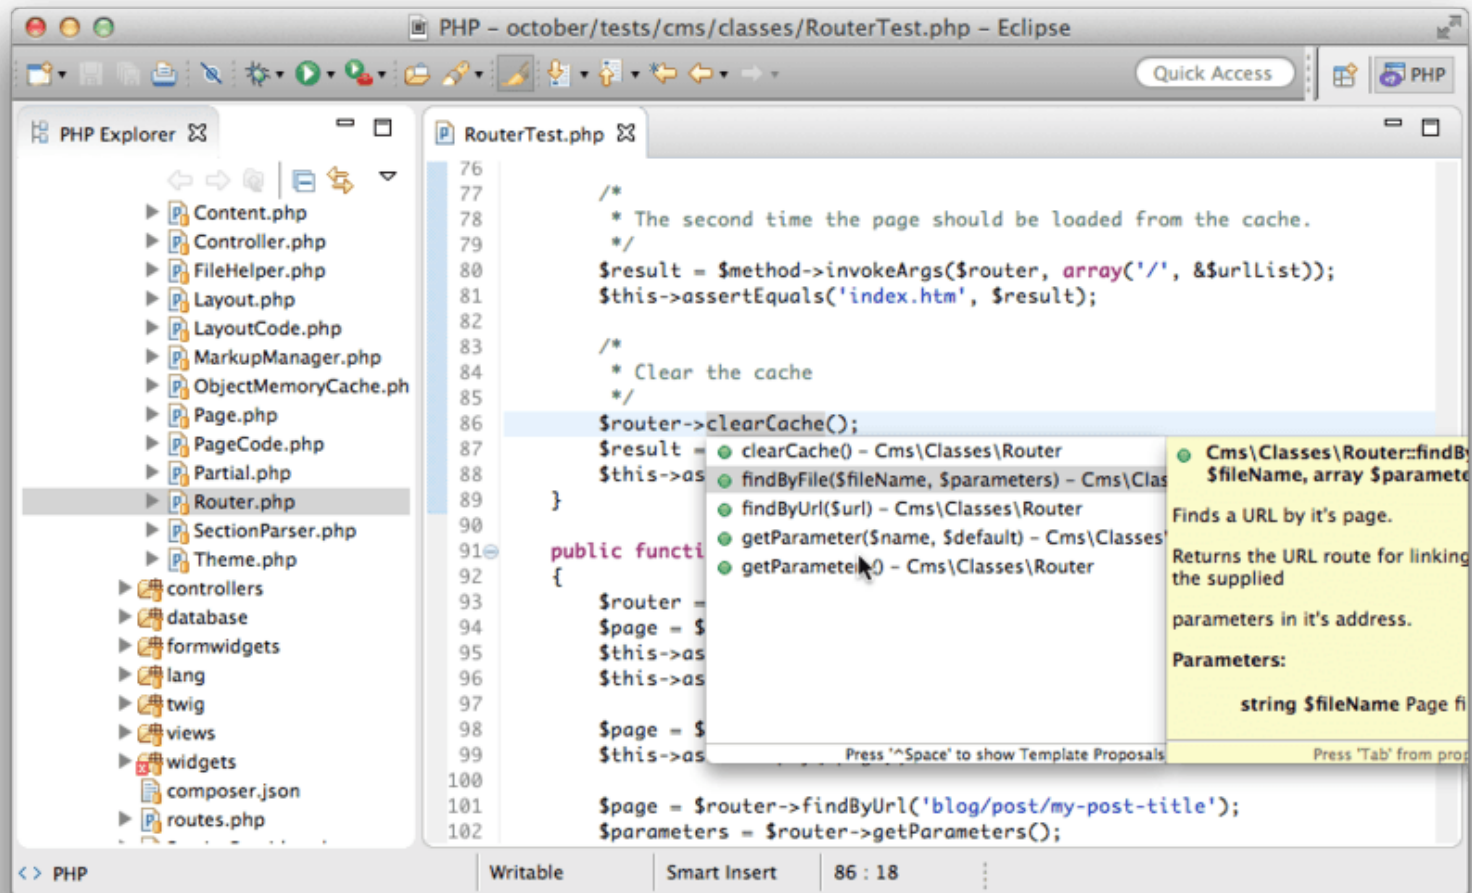 PHP – october/tests/cms/classes/RouterTest.php – Eclipse
Quick Access
PHP
PHP Explorer
Content.php
Controller.php
FileHelper.php
Layout.php
LayoutCode.php
MarkupManager.php
ObjectMemoryCache.ph
Page.php
PageCode.php
Partial.php
Router.php
SectionParser.php
Theme.php
controllers
database
formwidgets
lang
twig
views
widgets
composer.json
routes.php
RouterTest.php
76
77 /*
78 * The second time the page should be loaded from the cache.
79 */
80 $result = $method->invokeArgs($router, array('/', &$urlList));
81 $this->assertEquals('index.htm', $result);
82
83 /*
84 * Clear the cache
85 */
86 $router->clearCache();
87 $result =
88 $this->as
89 }
90
91 public functi
92 {
93 $router =
94 $page = $
95 $this->as
96 $this->as
97
98 $page = $
99 $this->as
100
101 $page = $router->findByUrl('blog/post/my-post-title');
102 $parameters = $router->getParameters();
clearCache() – Cms\Classes\Router
findByFile($fileName, $parameters) – Cms\Clas
findByUrl($url) – Cms\Classes\Router
getParameter($name, $default) – Cms\Classes
getParameter () – Cms\Classes\Router
Press '^Space' to show Template Proposals
Cms\Classes\Router::findBy
$fileName, array $paramete
Finds a URL by it's page.
Returns the URL route for linking
the supplied
parameters in it's address.
Parameters:
string $fileName Page fi
Press 'Tab' from prop
PHP
Writable
Smart Insert
86 : 18